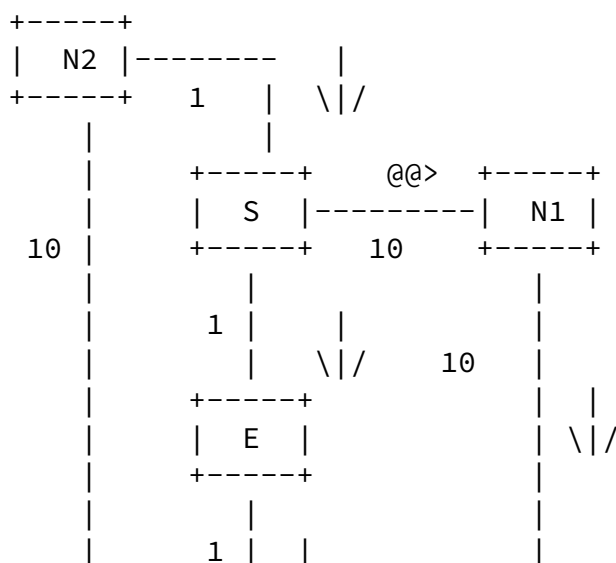 +-----+
|  N2 |--------   |
+-----+   1   |  \|/
    |         |
    |     +-----+    @@>  +-----+
    |     |  S  |---------|  N1 |
 10 |     +-----+   10    +-----+
    |        |              |
    |      1 |    |         |
    |        |   \|/    10  |
    |     +-----+           |  |
    |     |  E  |           | \|/
    |     +-----+           |
    |        |              |
    |      1 |  |           |